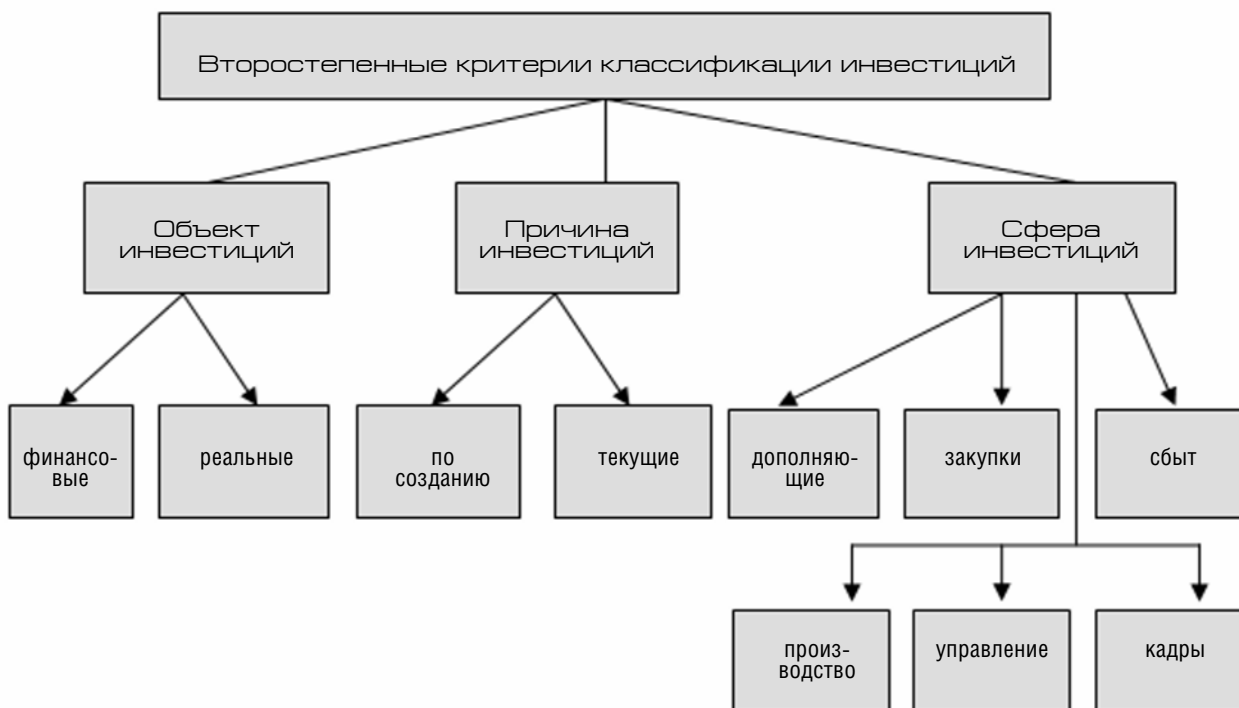 Второстепенные критерии классификации инвестиций
Объект
инвестиций
Причина
инвестиций
Сфера
инвестиций
финансо-
вые
реальные
по
созданию
текущие
дополняю-
щие
закупки
сбыт
произ-
водство
управление
кадры